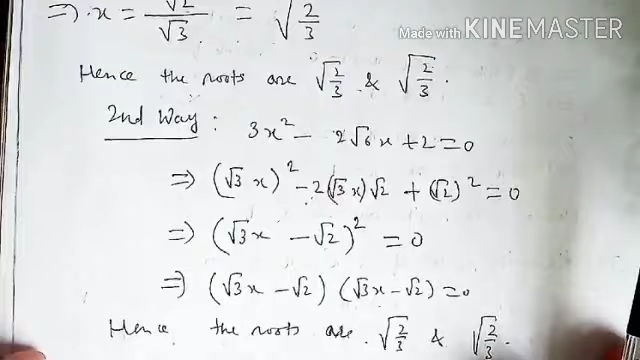 ⇒ x = √2/√3 = √(2/3)
Made with KINEMASTER
Hence the roots are √(2/3) & √(2/3).
2nd Way : 3x² - 2√6x + 2 = 0
⇒ (√3 x)² - 2(√3 x)√2 + (√2)² = 0
⇒ (√3x - √2)² = 0
⇒ (√3x - √2) (√3x - √2) = 0
Hence the roots are √(2/3) & √(2/3).